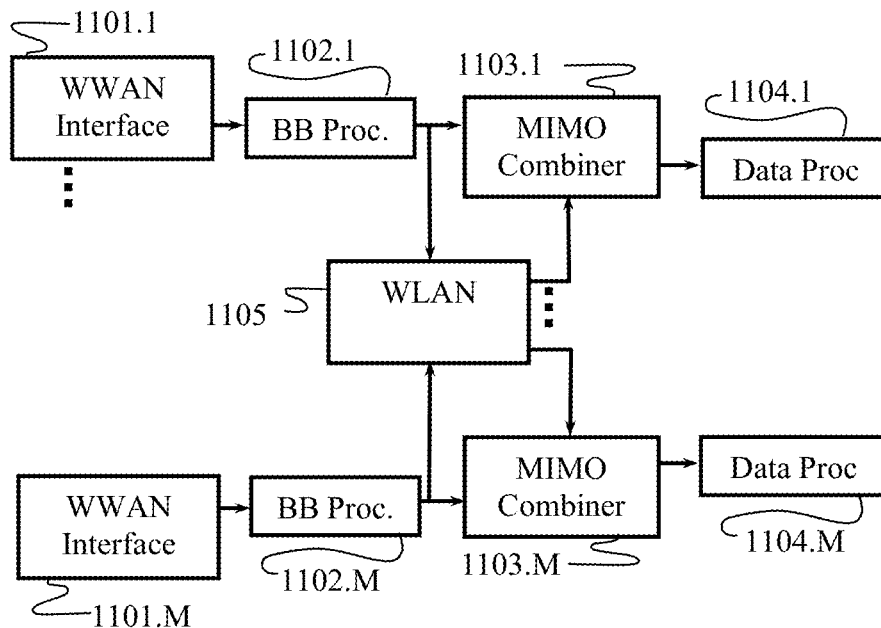 1101.1
1102.1
1103.1
1104.1
WWAN
Interface
BB Proc.
MIMO
Combiner
Data Proc
WLAN
1105
WWAN
Interface
BB Proc.
MIMO
Combiner
Data Proc
1101.M
1102.M
1103.M
1104.M